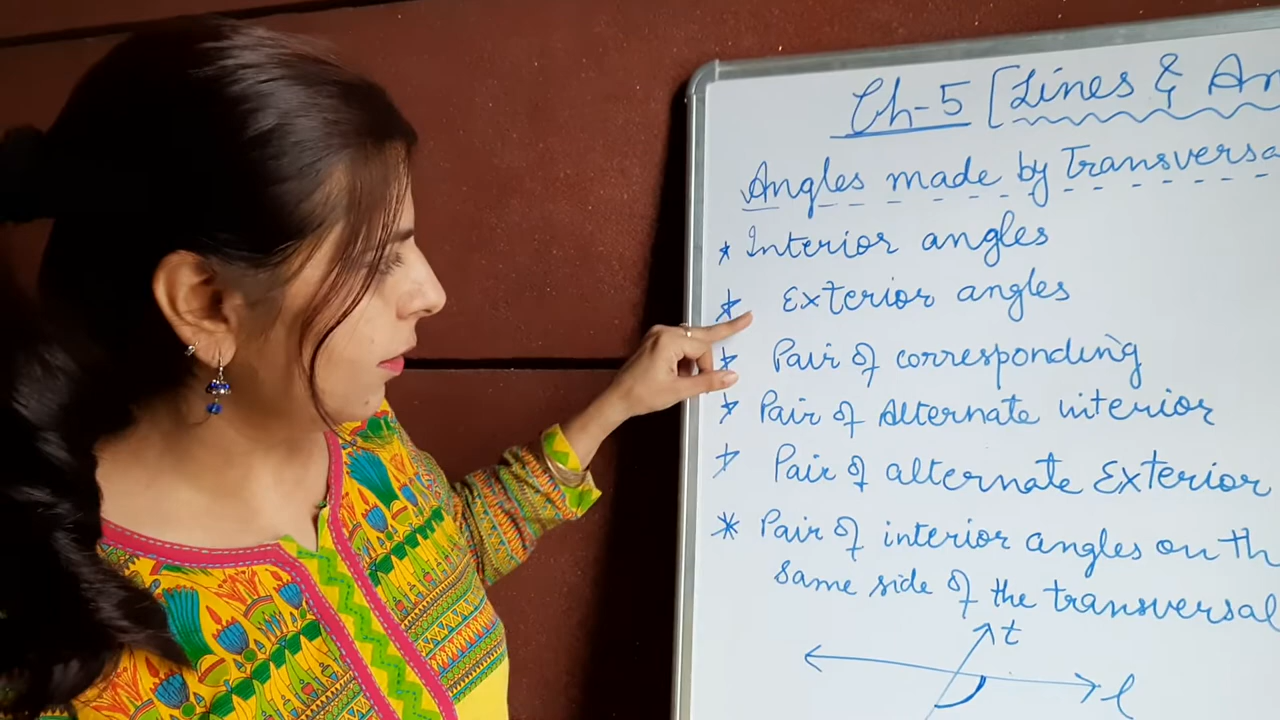 Ch-5 [Lines & An
Angles made by Transversa
* Interior angles
* Exterior angles
* Pair of corresponding
* Pair of Alternate interior
* Pair of alternate Exterior
* Pair of interior angles on th
same side of the transversal
t
l